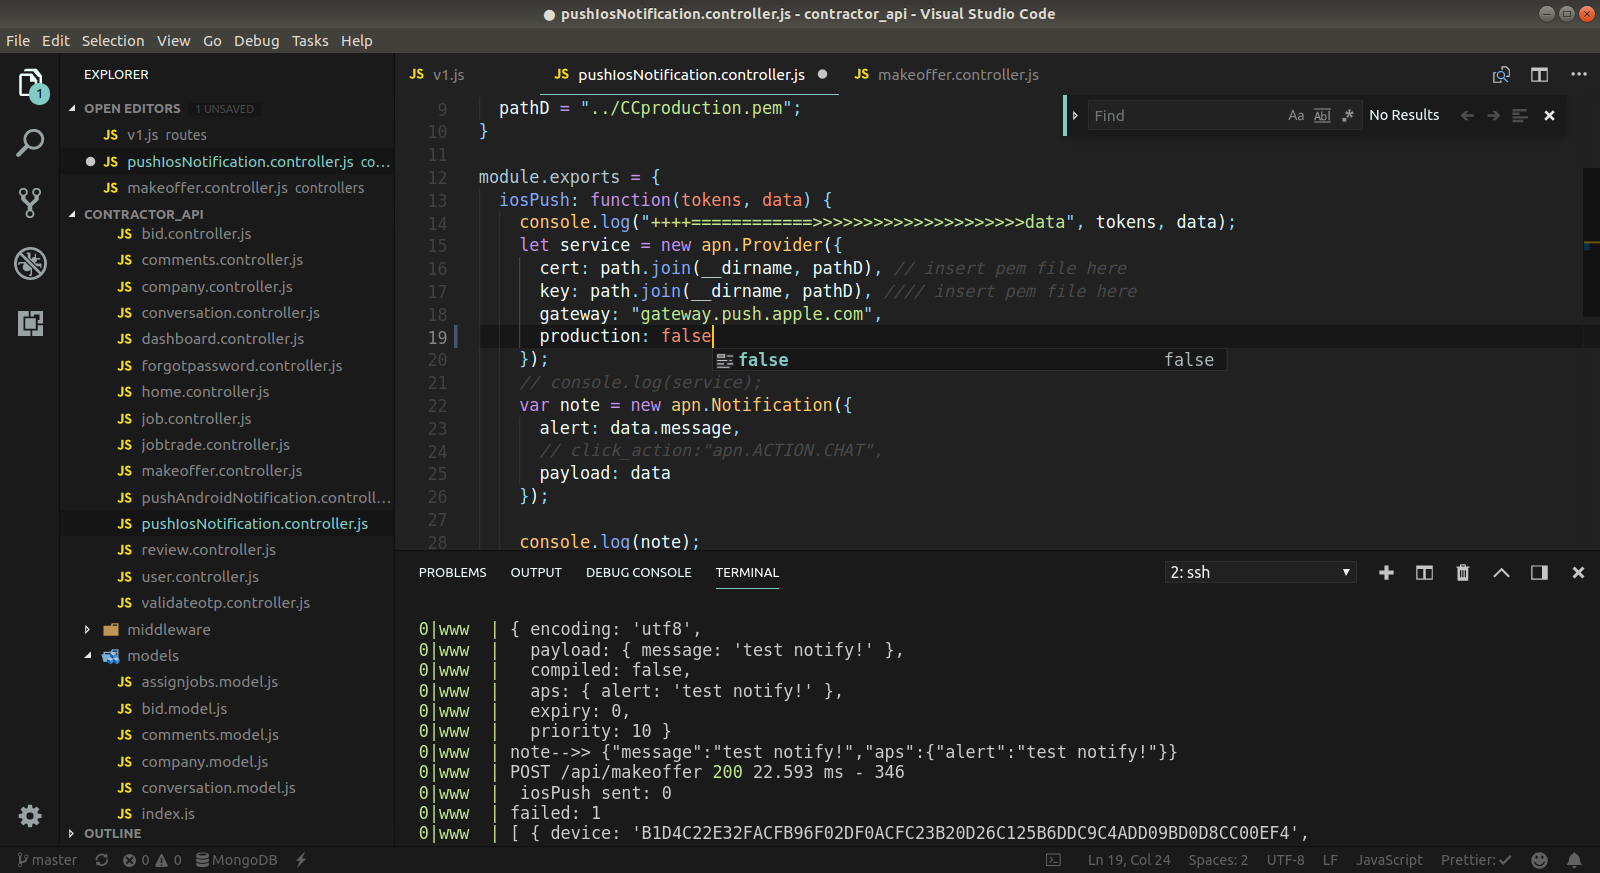 ● pushIosNotification.controller.js - contractor_api - Visual Studio Code
File Edit Selection View Go Debug Tasks Help
1
EXPLORER
OPEN EDITORS 1 UNSAVED
JS v1.js routes
● JS pushIosNotification.controller.js co...
JS makeoffer.controller.js controllers
CONTRACTOR_API
JS bid.controller.js
JS comments.controller.js
JS company.controller.js
JS conversation.controller.js
JS dashboard.controller.js
JS forgotpassword.controller.js
JS home.controller.js
JS job.controller.js
JS jobtrade.controller.js
JS makeoffer.controller.js
JS pushAndroidNotification.controll...
JS pushIosNotification.controller.js
JS review.controller.js
JS user.controller.js
JS validateotp.controller.js
middleware
models
JS assignjobs.model.js
JS bid.model.js
JS comments.model.js
JS company.model.js
JS conversation.model.js
JS index.js
OUTLINE
JS v1.js JS pushIosNotification.controller.js ● JS makeoffer.controller.js
Find Aa Abl .* No Results
9 pathD = "../CCproduction.pem";
10 }
11
12 module.exports = {
13 iosPush: function(tokens, data) {
14 console.log("++++============>>>>>>>>>>>>>>>>>>>>>data", tokens, data);
15 let service = new apn.Provider({
16 cert: path.join(__dirname, pathD), // insert pem file here
17 key: path.join(__dirname, pathD), //// insert pem file here
18 gateway: "gateway.push.apple.com",
19 production: false
20 });
false false
21 // console.log(service);
22 var note = new apn.Notification({
23 alert: data.message,
24 // click_action:"apn.ACTION.CHAT",
25 payload: data
26 });
27
28 console.log(note);
PROBLEMS OUTPUT DEBUG CONSOLE TERMINAL 2: ssh
0|www | { encoding: 'utf8',
0|www | payload: { message: 'test notify!' },
0|www | compiled: false,
0|www | aps: { alert: 'test notify!' },
0|www | expiry: 0,
0|www | priority: 10 }
0|www | note-->> {"message":"test notify!","aps":{"alert":"test notify!"}}
0|www | POST /api/makeoffer 200 22.593 ms - 346
0|www | iosPush sent: 0
0|www | failed: 1
0|www | [ { device: 'B1D4C22E32FACFB96F02DF0ACFC23B20D26C125B6DDC9C4ADD09BD0D8CC00EF4',
master 0 0 MongoDB Ln 19, Col 24 Spaces: 2 UTF-8 LF JavaScript Prettier: ✓